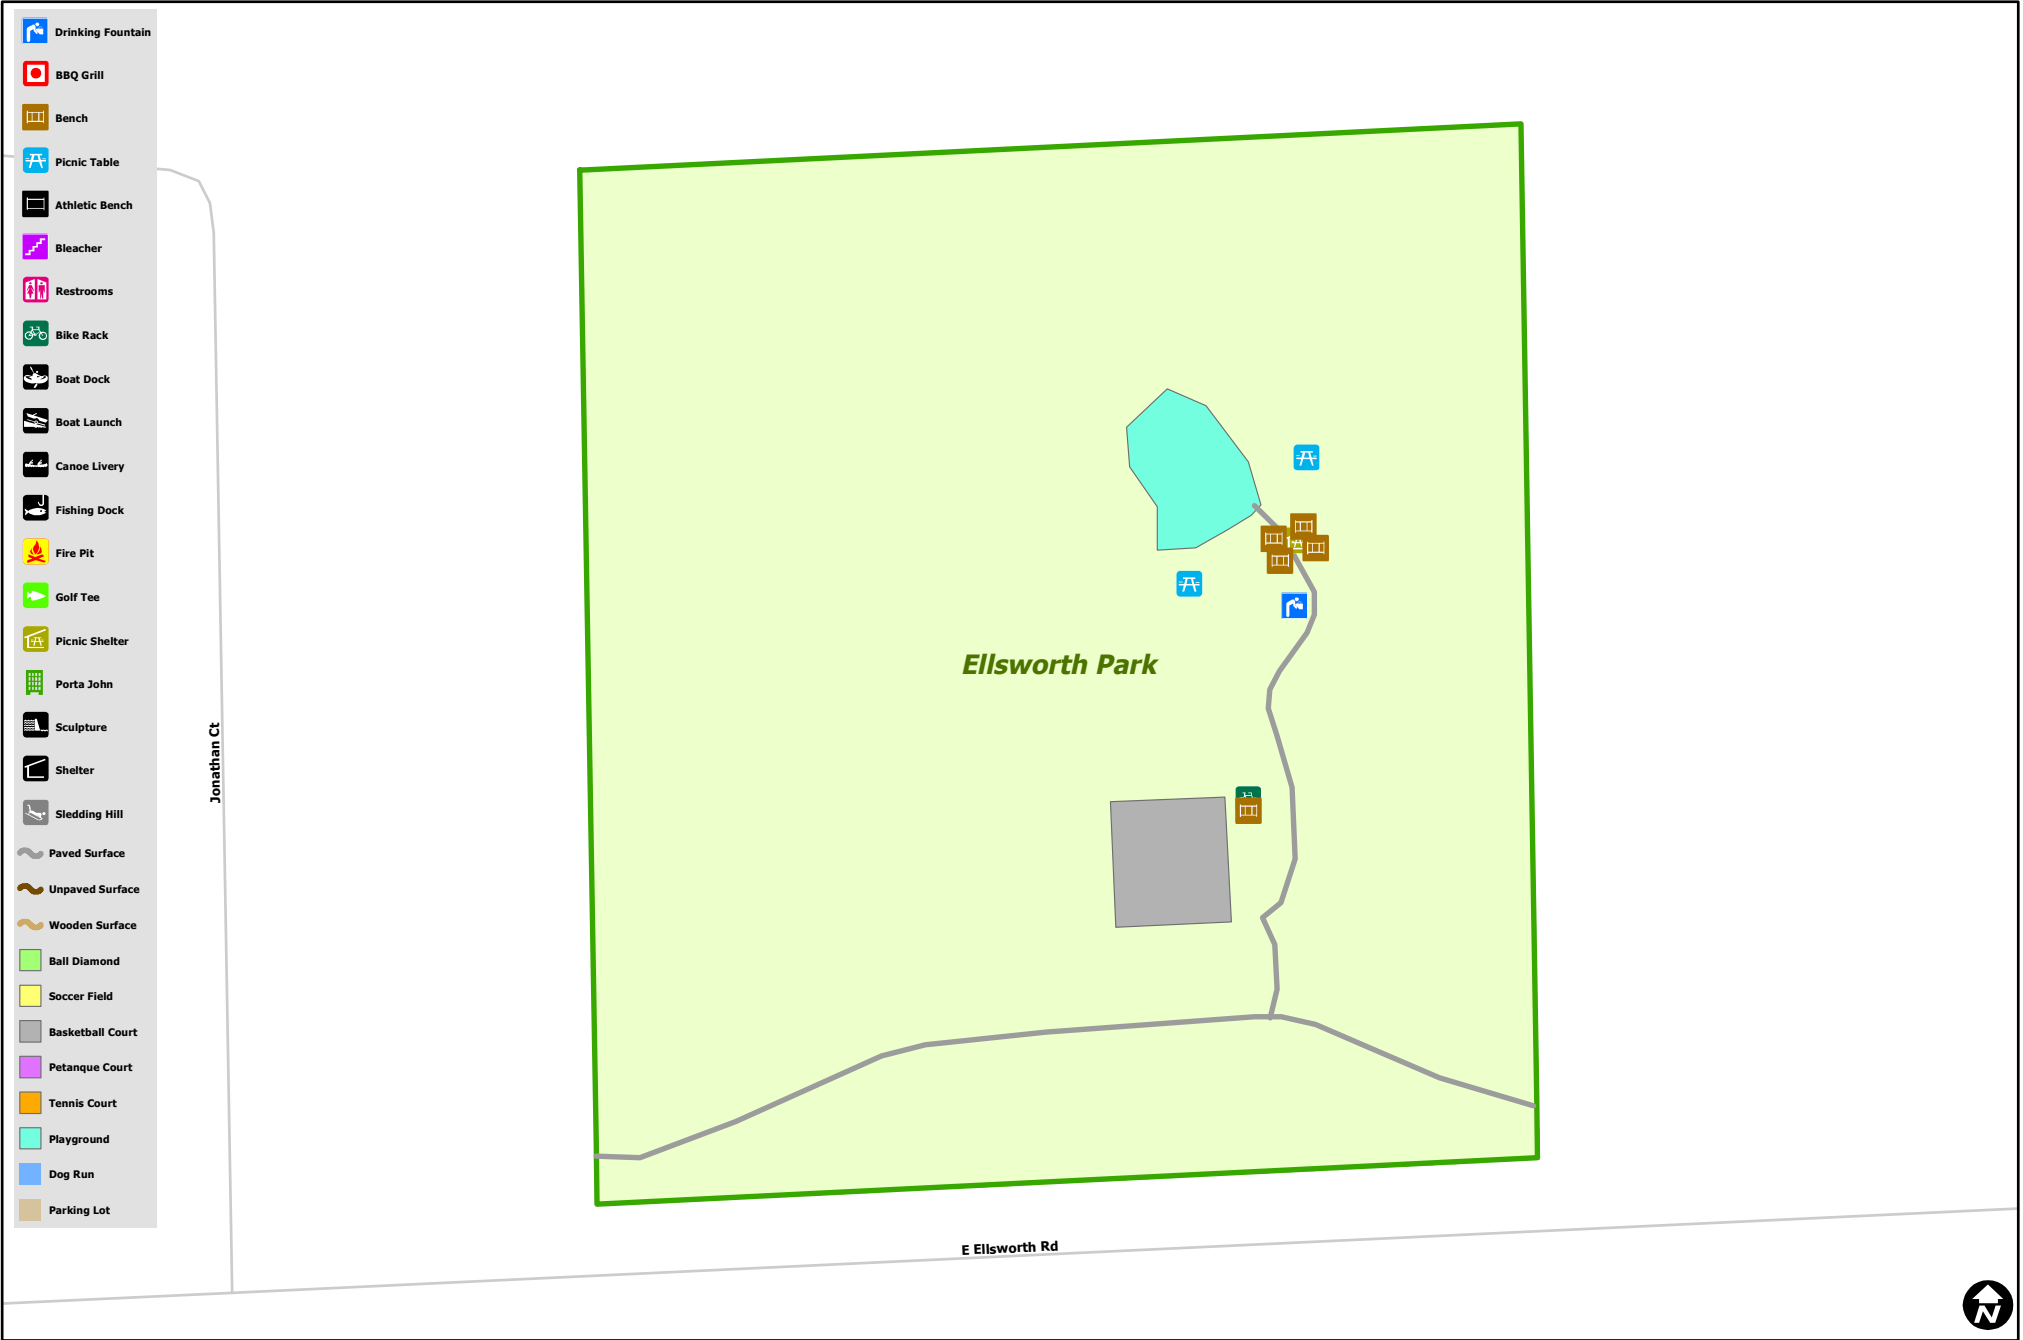 Drinking Fountain
BBQ Grill
Bench
Picnic Table
Athletic Bench
Bleacher
Restrooms
Bike Rack
Boat Dock
Boat Launch
Canoe Livery
Fishing Dock
Fire Pit
Golf Tee
Picnic Shelter
Porta John
Sculpture
Shelter
Sledding Hill
Paved Surface
Unpaved Surface
Wooden Surface
Ball Diamond
Soccer Field
Basketball Court
Petanque Court
Tennis Court
Playground
Dog Run
Parking Lot
Jonathan Ct
Ellsworth Park
E Ellsworth Rd
N